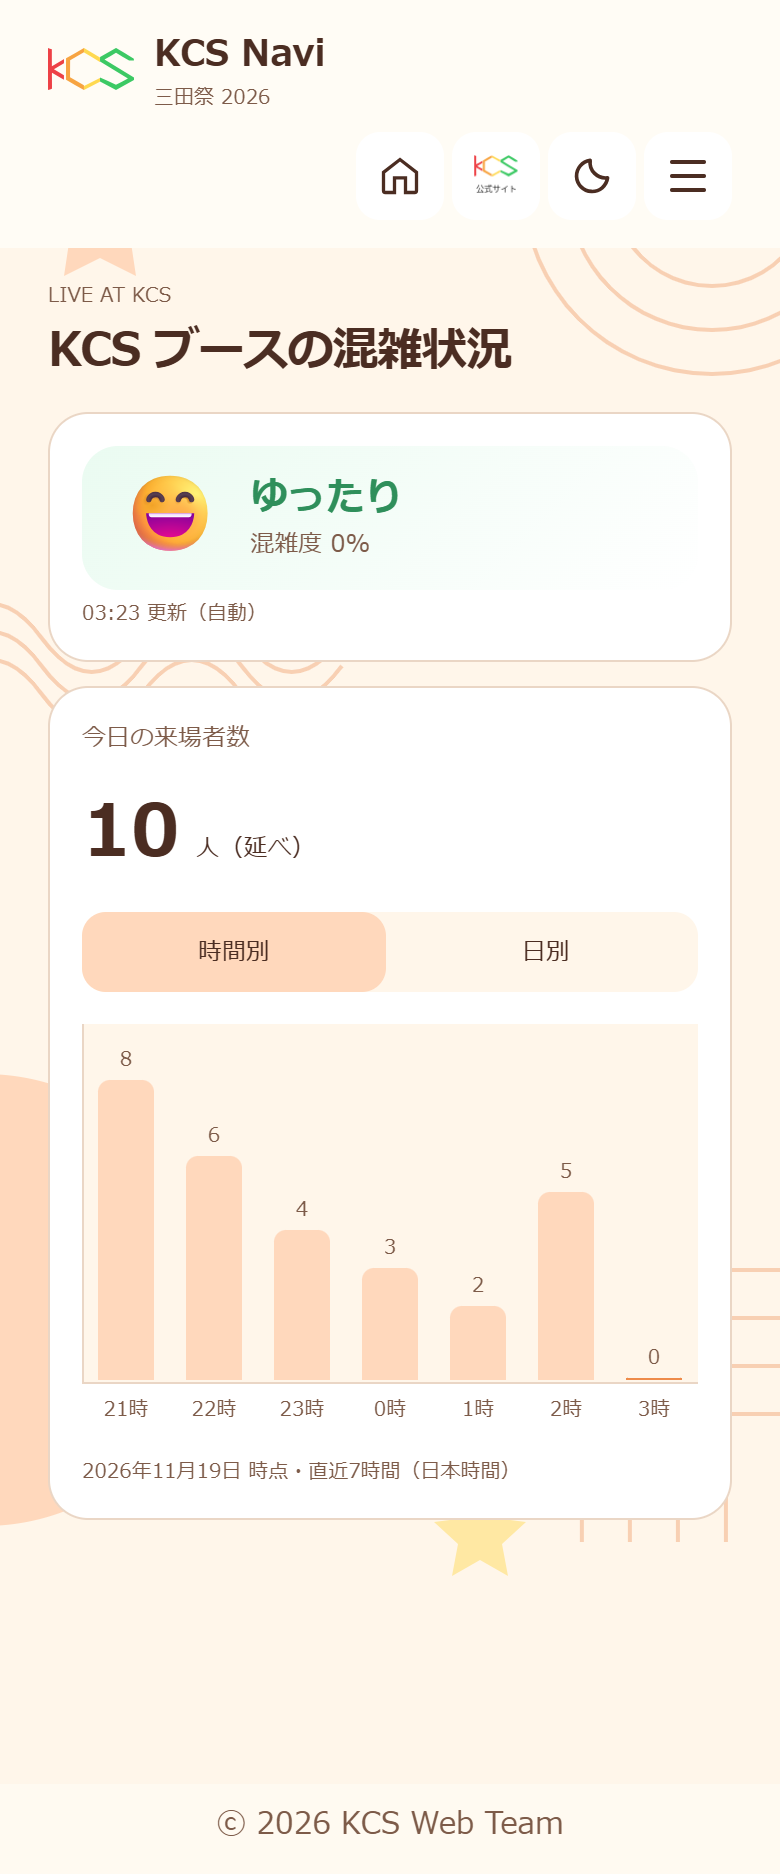 KCS
KCS Navi
三田祭 2026
KCS
公式サイト
LIVE AT KCS
KCS ブースの混雑状況
ゆったり
混雑度 0%
03:23 更新（自動）
今日の来場者数
10 人（延べ）
時間別 日別
8
6
4
3
2
5
0
21時 22時 23時 0時 1時 2時 3時
2026年11月19日 時点・直近7時間（日本時間）
© 2026 KCS Web Team